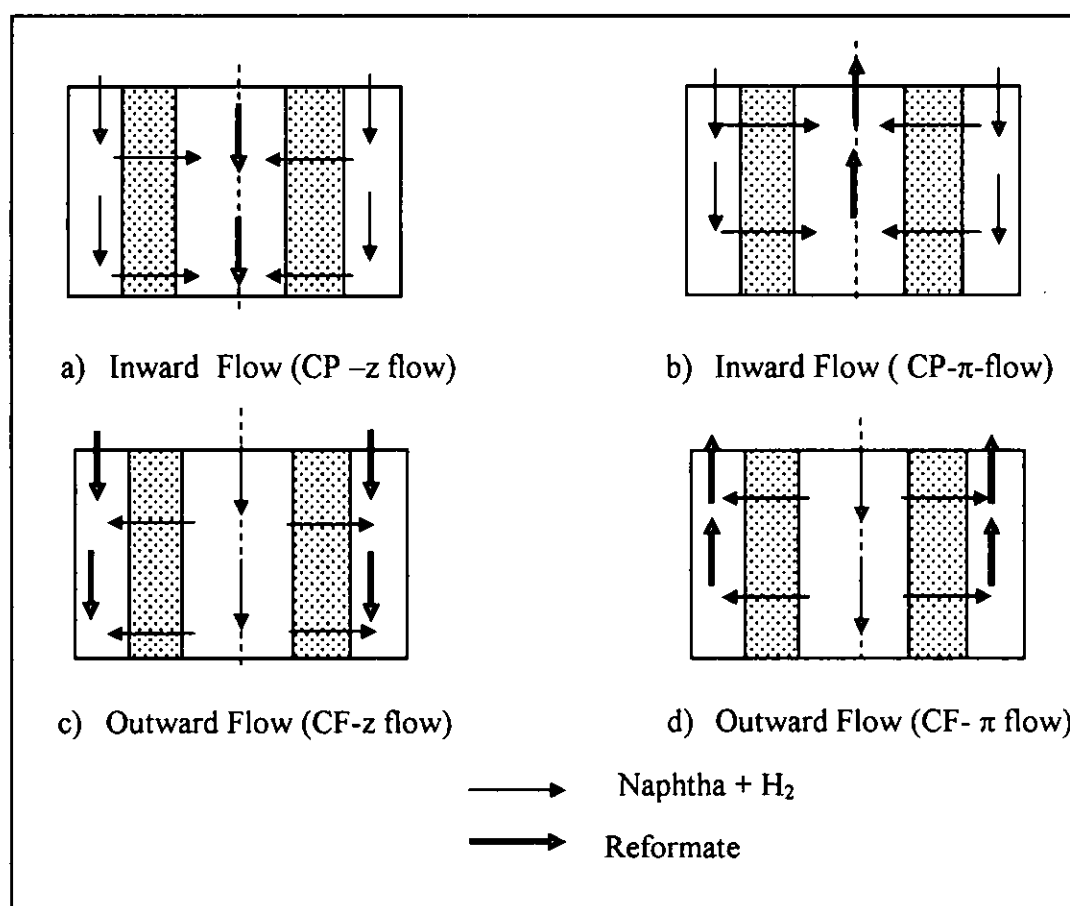 a) Inward Flow (CP –z flow)
b) Inward Flow ( CP-π-flow)
c) Outward Flow (CF-z flow)
d) Outward Flow (CF- π flow)
Naphtha + H₂
Reformate